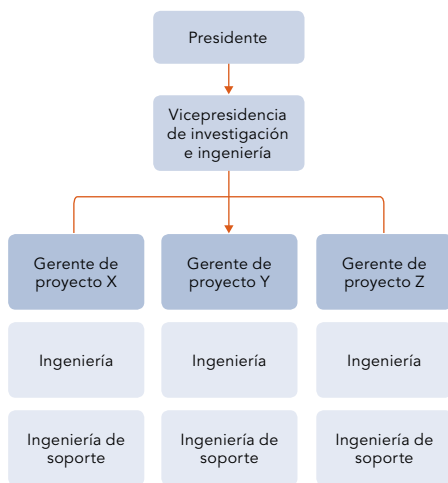 Presidente
Vicepresidencia
de investigación
e ingeniería
Gerente de
proyecto X
Gerente de
proyecto Y
Gerente de
proyecto Z
Ingeniería
Ingeniería
Ingeniería
Ingeniería de
soporte
Ingeniería de
soporte
Ingeniería de
soporte